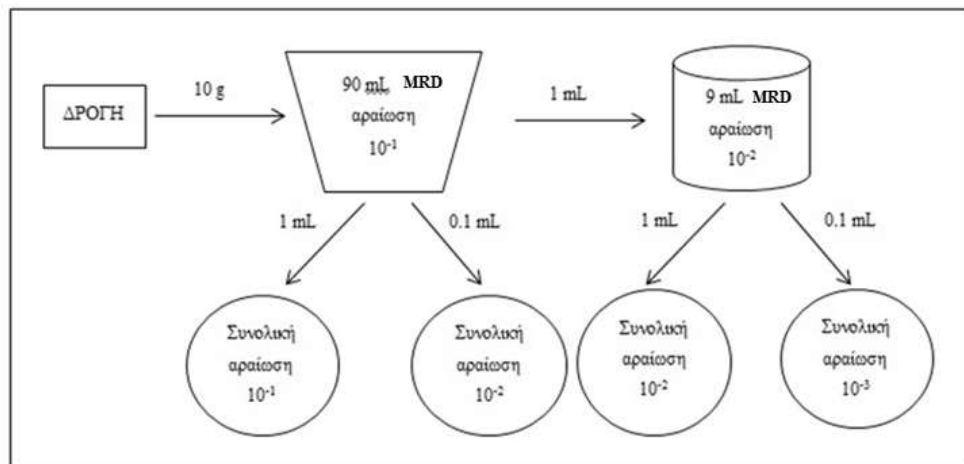 ΔΡΟΓΗ
10 g
90 mL MRD
αραίωση
10⁻¹
1 mL
9 mL MRD
αραίωση
10⁻²
1 mL
0.1 mL
1 mL
0.1 mL
Συνολική
αραίωση
10⁻¹
Συνολική
αραίωση
10⁻²
Συνολική
αραίωση
10⁻²
Συνολική
αραίωση
10⁻³